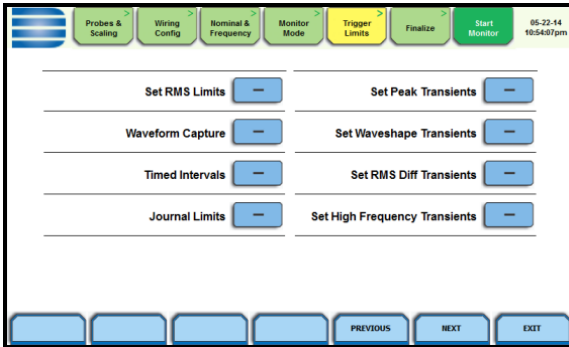 > > > > > >
Probes & Scaling
Wiring Config
Nominal & Frequency
Monitor Mode
Trigger Limits
Finalize
Start Monitor
05-22-14
10:54:07pm
Set RMS Limits –
Set Peak Transients –
Waveform Capture –
Set Waveshape Transients –
Timed Intervals –
Set RMS Diff Transients –
Journal Limits –
Set High Frequency Transients –
PREVIOUS
NEXT
EXIT